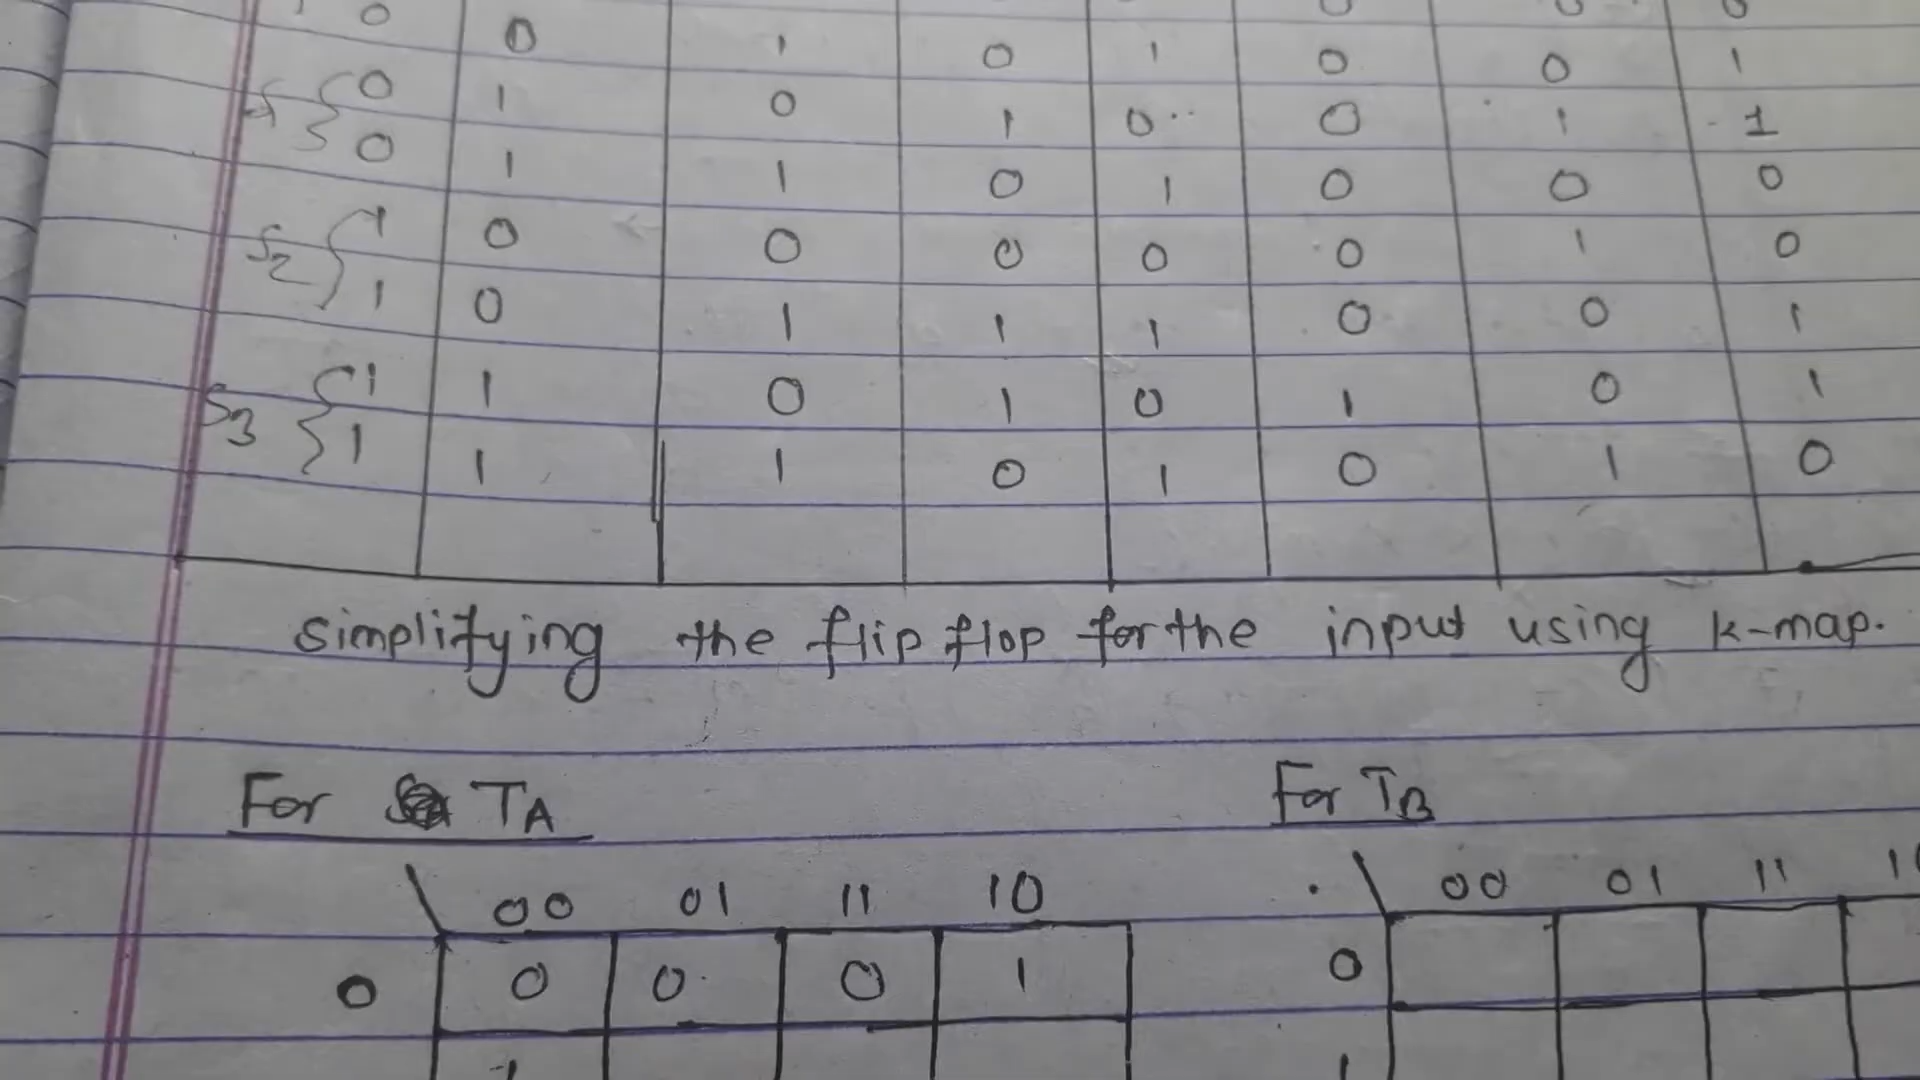 0 0 1 0 1 0 0 1
S1 0 1 0 1 0 0 1 1
0 1 1 0 1 0 0 0
S2 1 0 0 0 0 0 1 0
1 0 1 1 1 0 0 1
S3 1 1 0 1 0 1 0 1
1 1 1 0 1 0 1 0
simplifying the flip flop for the input using k-map.
For TA For TB
00 01 11 10 00 01 11
0 0 0 0 1 0
1 1